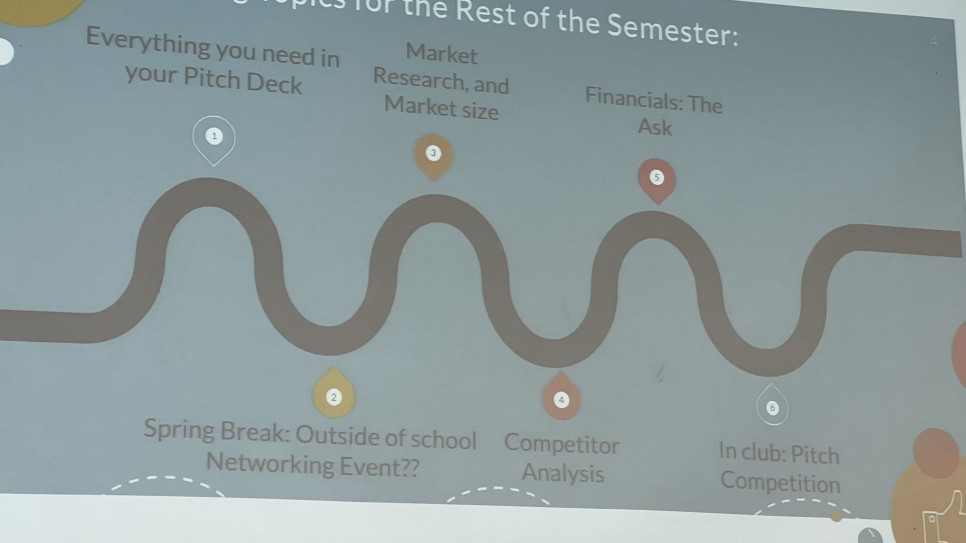 for the Rest of the Semester:
4
Everything you need in
your Pitch Deck
Market
Research, and
Market size
Financials: The
Ask
1
3
5
2
4
6
Spring Break: Outside of school
Networking Event??
Competitor
Analysis
In club: Pitch
Competition